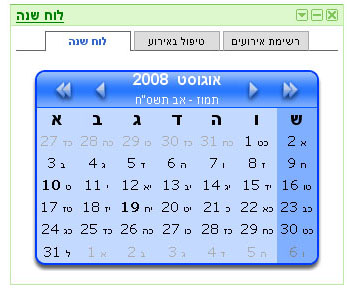 לוח שנה
רשימת אירועים טיפול באירוע לוח שנה
אוגוסט 2008
תמוז - אב תשס"ח
א ב ג ד ה ו ש
27 כד 28 כה 29 כו 30 כז 31 כח 1 כט 2 א
3 ב 4 ג 5 ד 6 ה 7 ו 8 ז 9 ח
10 ט 11 י 12 יא 13 יב 14 יג 15 יד 16 טו
17 טז 18 יז 19 יח 20 יט 21 כ 22 כא 23 כב
24 כג 25 כד 26 כה 27 כו 28 כז 29 כח 30 כט
31 ל 1 א 2 ב 3 ג 4 ד 5 ה 6 ו